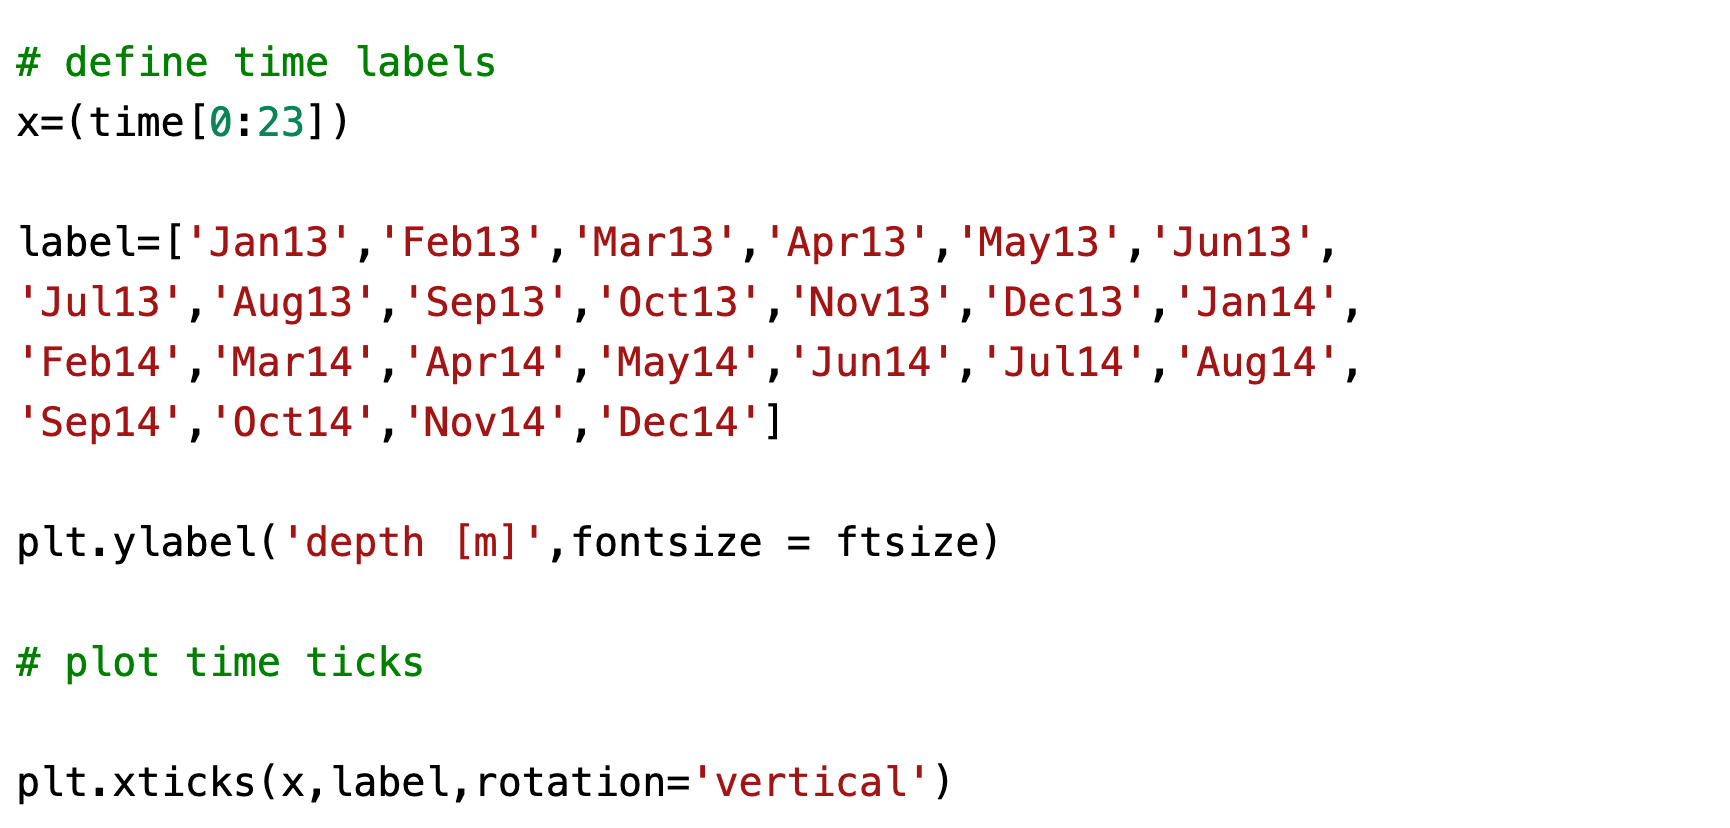 # define time labels
x=(time[0:23])
label=['Jan13','Feb13','Mar13','Apr13','May13','Jun13',
'Jul13','Aug13','Sep13','Oct13','Nov13','Dec13','Jan14',
'Feb14','Mar14','Apr14','May14','Jun14','Jul14','Aug14',
'Sep14','Oct14','Nov14','Dec14']
plt.ylabel('depth [m]',fontsize = ftsize)
# plot time ticks
plt.xticks(x,label,rotation='vertical')